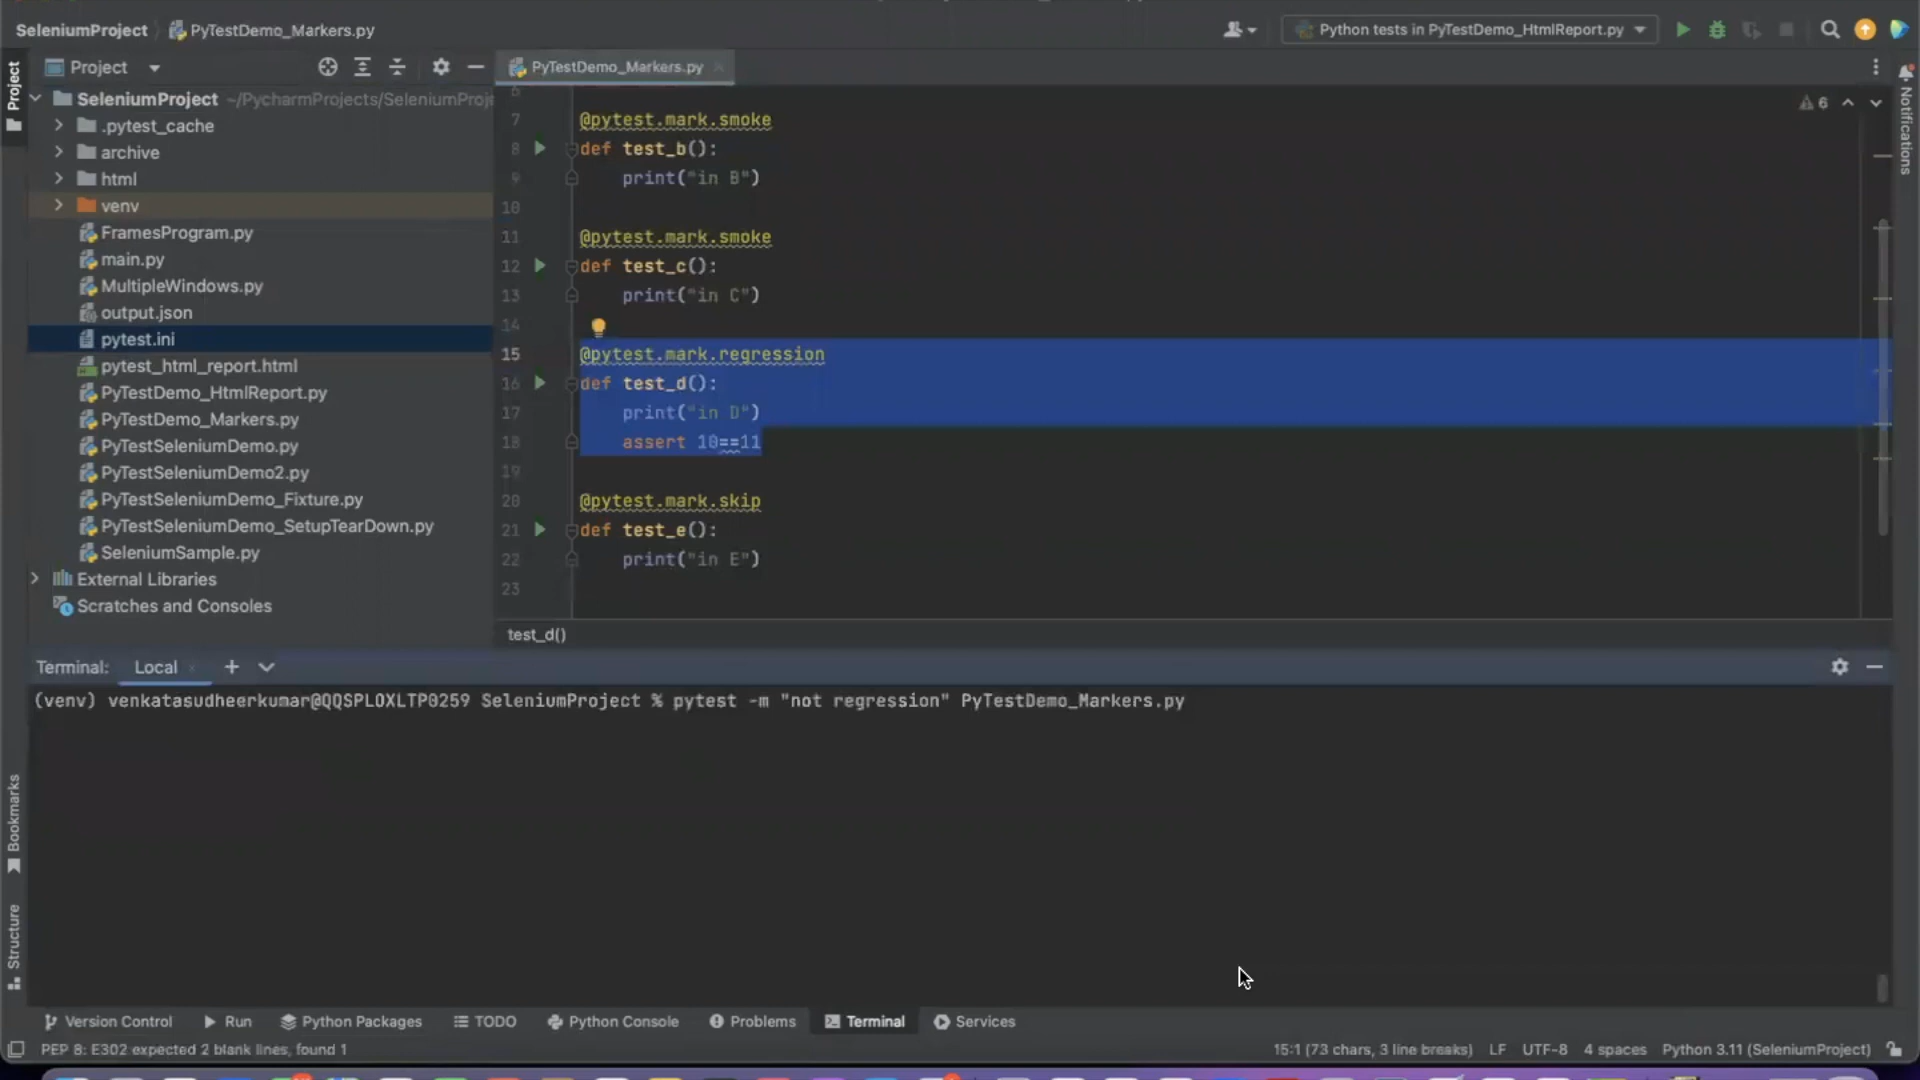 SeleniumProject PyTestDemo_Markers.py
Python tests in PyTestDemo_HtmlReport.py
Project
Project
PyTestDemo_Markers.py
Notifications
SeleniumProject ~/PycharmProjects/SeleniumProje
.pytest_cache
archive
html
venv
FramesProgram.py
main.py
MultipleWindows.py
output.json
pytest.ini
pytest_html_report.html
PyTestDemo_HtmlReport.py
PyTestDemo_Markers.py
PyTestSeleniumDemo.py
PyTestSeleniumDemo2.py
PyTestSeleniumDemo_Fixture.py
PyTestSeleniumDemo_SetupTearDown.py
SeleniumSample.py
External Libraries
Scratches and Consoles
6
6
7 @pytest.mark.smoke
8 def test_b():
9 print("in B")
10
11 @pytest.mark.smoke
12 def test_c():
13 print("in C")
14
15 @pytest.mark.regression
16 def test_d():
17 print("in D")
18 assert 10==11
19
20 @pytest.mark.skip
21 def test_e():
22 print("in E")
23
test_d()
Terminal: Local
(venv) venkatasudheerkumar@QQSPLOXLTP0259 SeleniumProject % pytest -m "not regression" PyTestDemo_Markers.py
Bookmarks
Structure
Version Control Run Python Packages TODO Python Console Problems Terminal Services
PEP 8: E302 expected 2 blank lines, found 1
15:1 (73 chars, 3 line breaks) LF UTF-8 4 spaces Python 3.11 (SeleniumProject)